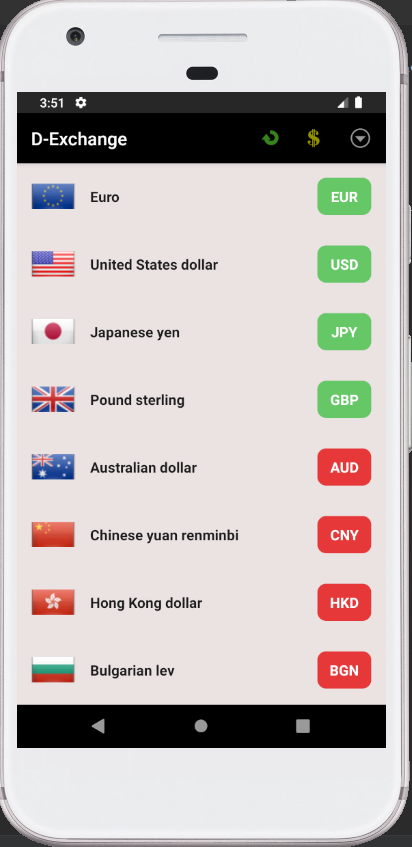 3:51
D-Exchange $
Euro EUR
United States dollar USD
Japanese yen JPY
Pound sterling GBP
Australian dollar AUD
Chinese yuan renminbi CNY
Hong Kong dollar HKD
Bulgarian lev BGN